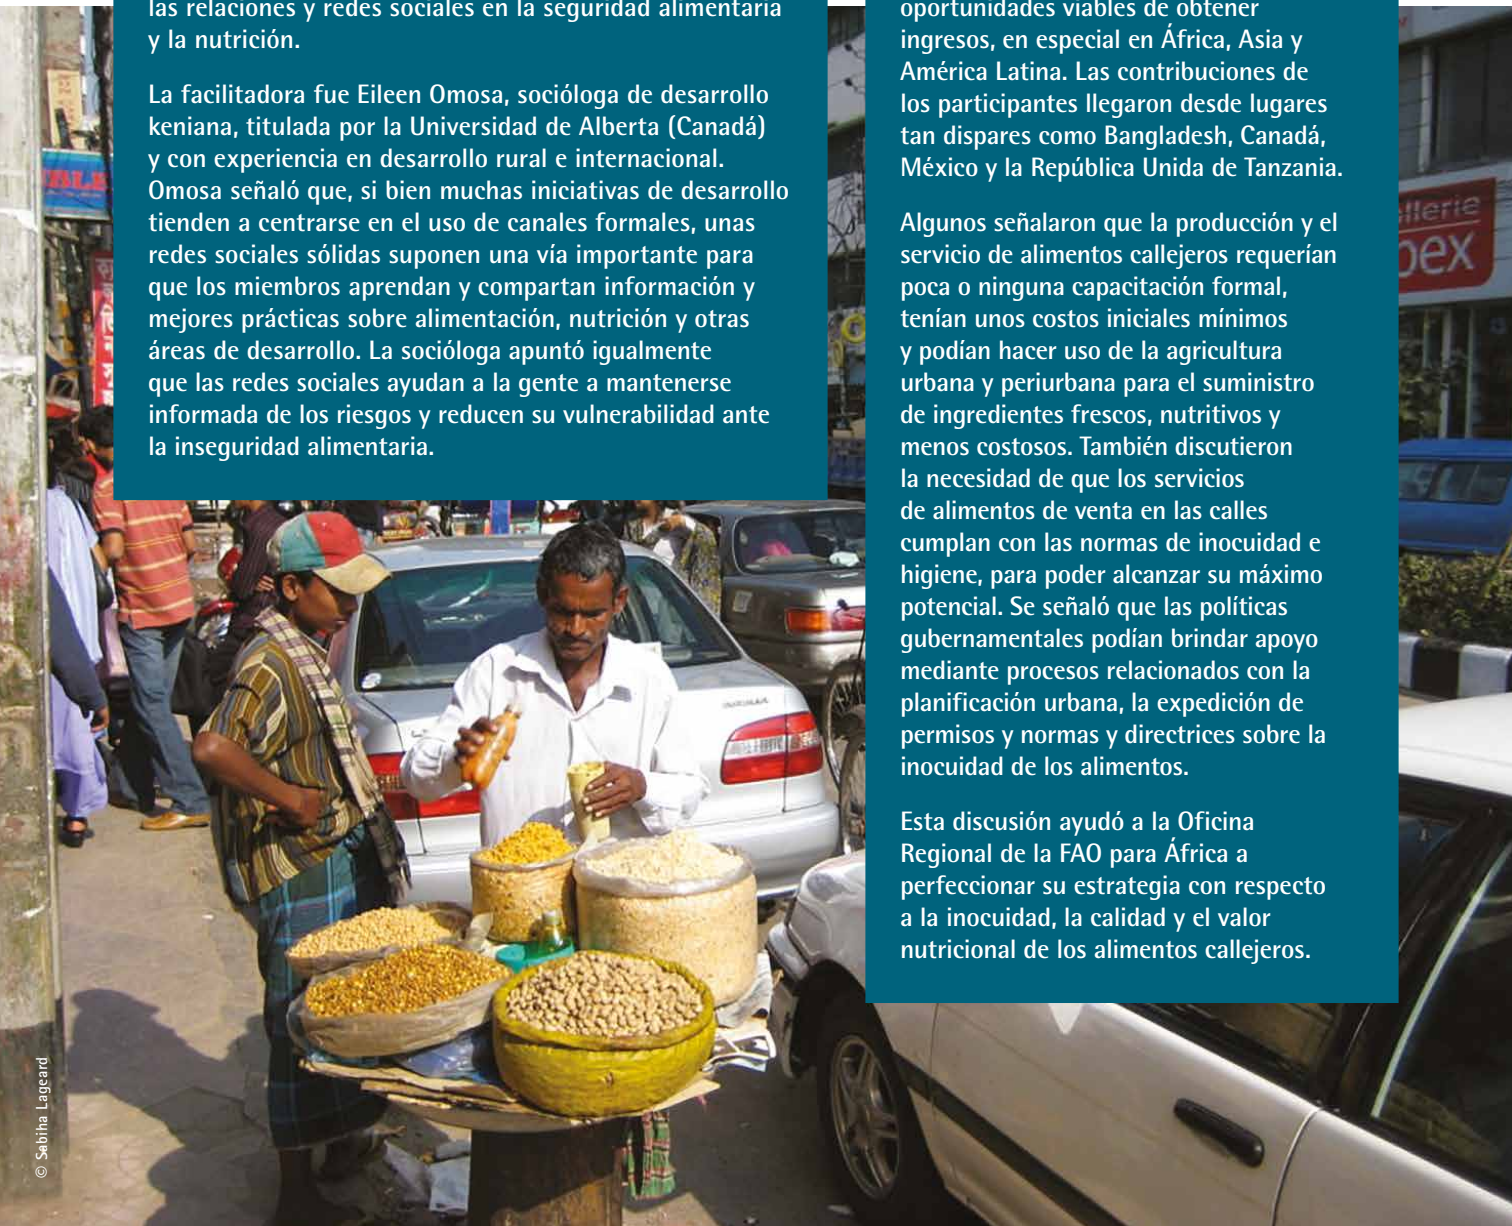 las relaciones y redes sociales en la seguridad alimentaria
y la nutrición.
La facilitadora fue Eileen Omosa, socióloga de desarrollo
keniana, titulada por la Universidad de Alberta (Canadá)
y con experiencia en desarrollo rural e internacional.
Omosa señaló que, si bien muchas iniciativas de desarrollo
tienden a centrarse en el uso de canales formales, unas
redes sociales sólidas suponen una vía importante para
que los miembros aprendan y compartan información y
mejores prácticas sobre alimentación, nutrición y otras
áreas de desarrollo. La socióloga apuntó igualmente
que las redes sociales ayudan a la gente a mantenerse
informada de los riesgos y reducen su vulnerabilidad ante
la inseguridad alimentaria.
oportunidades viables de obtener
ingresos, en especial en África, Asia y
América Latina. Las contribuciones de
los participantes llegaron desde lugares
tan dispares como Bangladesh, Canadá,
México y la República Unida de Tanzania.
Algunos señalaron que la producción y el
servicio de alimentos callejeros requerían
poca o ninguna capacitación formal,
tenían unos costos iniciales mínimos
y podían hacer uso de la agricultura
urbana y periurbana para el suministro
de ingredientes frescos, nutritivos y
menos costosos. También discutieron
la necesidad de que los servicios
de alimentos de venta en las calles
cumplan con las normas de inocuidad e
higiene, para poder alcanzar su máximo
potencial. Se señaló que las políticas
gubernamentales podían brindar apoyo
mediante procesos relacionados con la
planificación urbana, la expedición de
permisos y normas y directrices sobre la
inocuidad de los alimentos.
Esta discusión ayudó a la Oficina
Regional de la FAO para África a
perfeccionar su estrategia con respecto
a la inocuidad, la calidad y el valor
nutricional de los alimentos callejeros.
© Sabiha Lageard